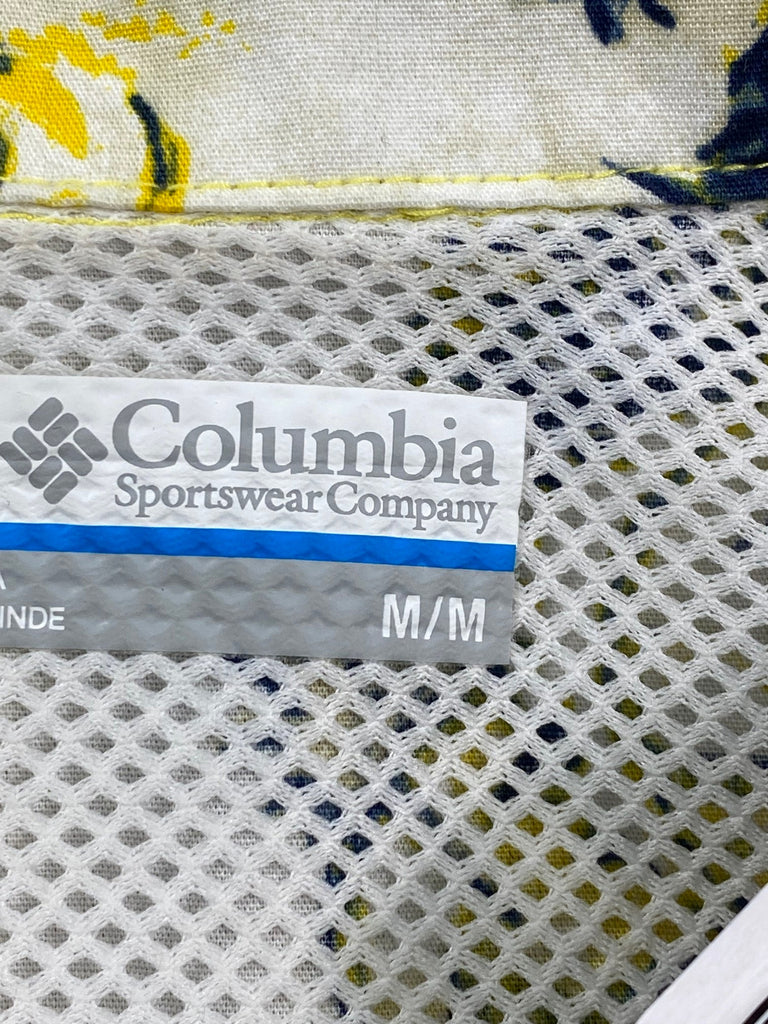 Columbia
Sportswear Company
A
INDE
M/M